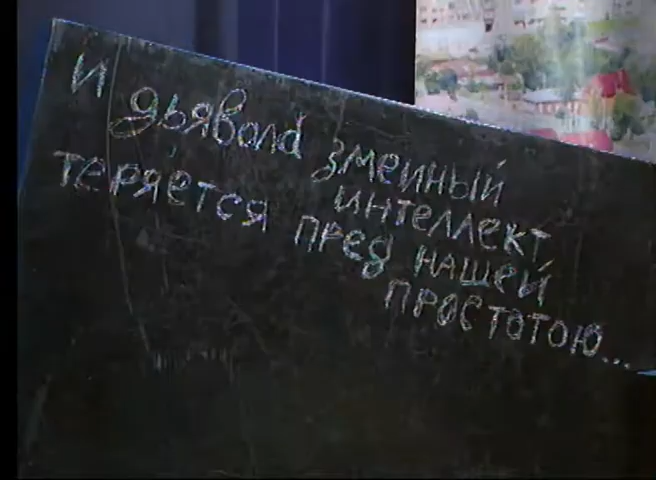 и дьявола змеиный
интеллект
теряется пред нашей
простотою...